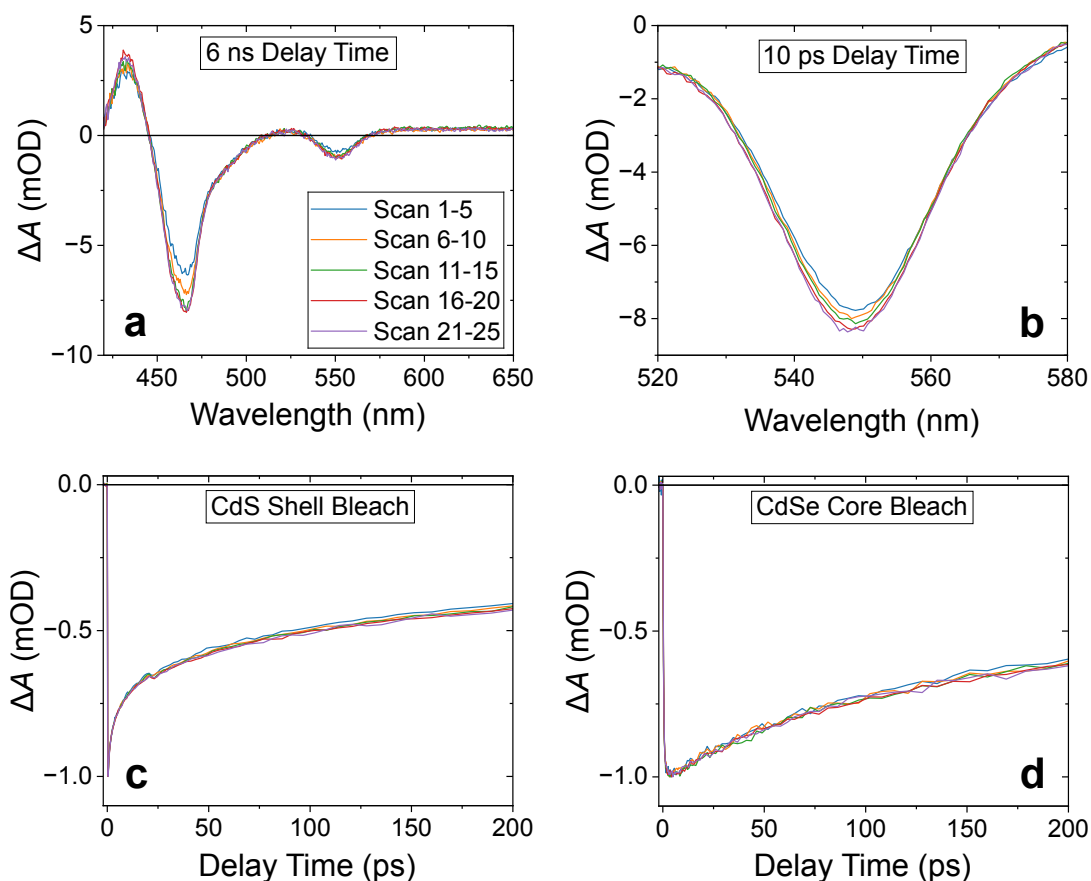 6 ns Delay Time
5
0
−5
−10
ΔA (mOD)
450
500
550
600
650
Wavelength (nm)
Scan 1-5
Scan 6-10
Scan 11-15
Scan 16-20
Scan 21-25
a
10 ps Delay Time
0
−2
−4
−6
−8
ΔA (mOD)
520
540
560
580
Wavelength (nm)
b
CdS Shell Bleach
0.0
−0.5
−1.0
ΔA (mOD)
0
50
100
150
200
Delay Time (ps)
c
CdSe Core Bleach
0.0
−0.5
−1.0
ΔA (mOD)
0
50
100
150
200
Delay Time (ps)
d